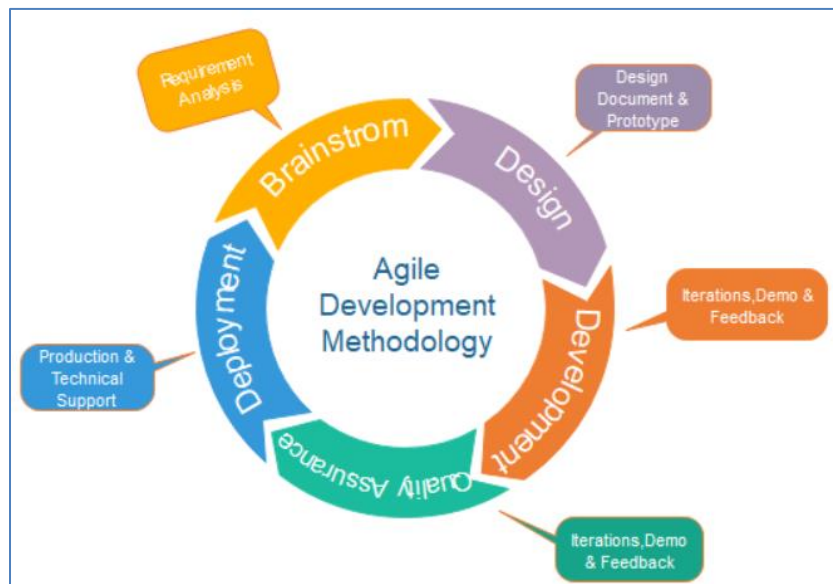 Requirement
Analysis
Brainstrom
Design
Document &
Prototype
Design
Agile
Development
Methodology
Iterations,Demo &
Feedback
Development
Production &
Technical
Support
Deployment
Quality Assurance
Iterations,Demo
& Feedback